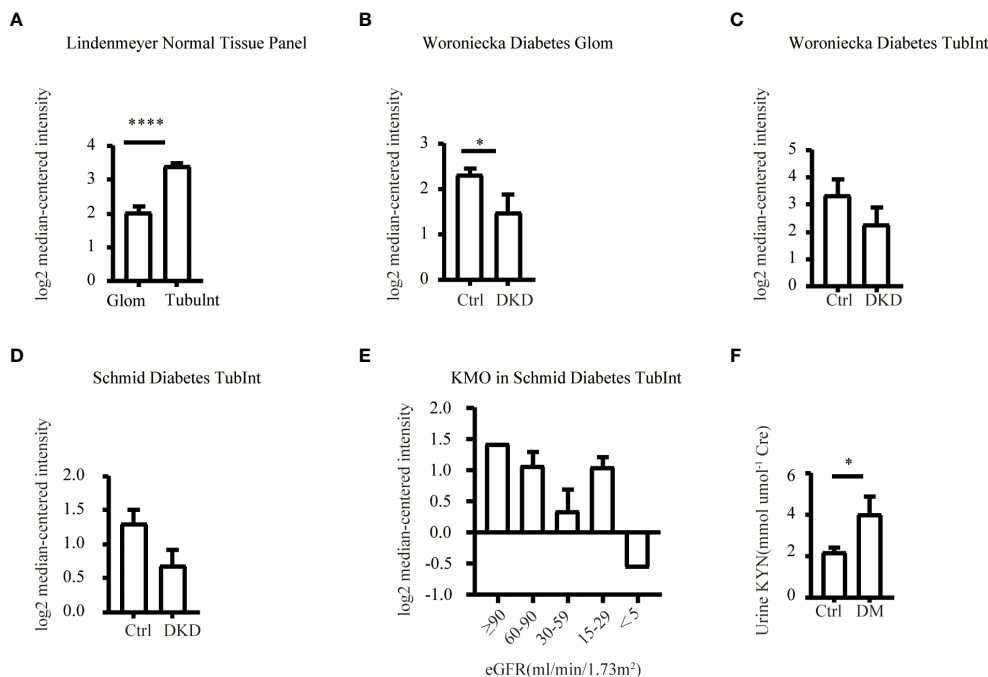 A
Lindenmeyer Normal Tissue Panel
log2 median-centered intensity
****
4
3
2
1
0
Glom TubuInt
B
Woroniecka Diabetes Glom
log2 median-centered intensity
*
3
2
1
0
Ctrl DKD
C
Woroniecka Diabetes TubInt
log2 median-centered intensity
5
4
3
2
1
0
Ctrl DKD
D
Schmid Diabetes TubInt
log2 median-centered intensity
2.0
1.5
1.0
0.5
0.0
Ctrl DKD
E
KMO in Schmid Diabetes TubInt
log2 median-centered intensity
2.0
1.5
1.0
0.5
0.0
-0.5
-1.0
≥90 60-90 30-59 15-29 <5
eGFR(ml/min/1.73m²)
F
Urine KYN(mmol umol⁻¹ Cre)
*
6
4
2
0
Ctrl DM